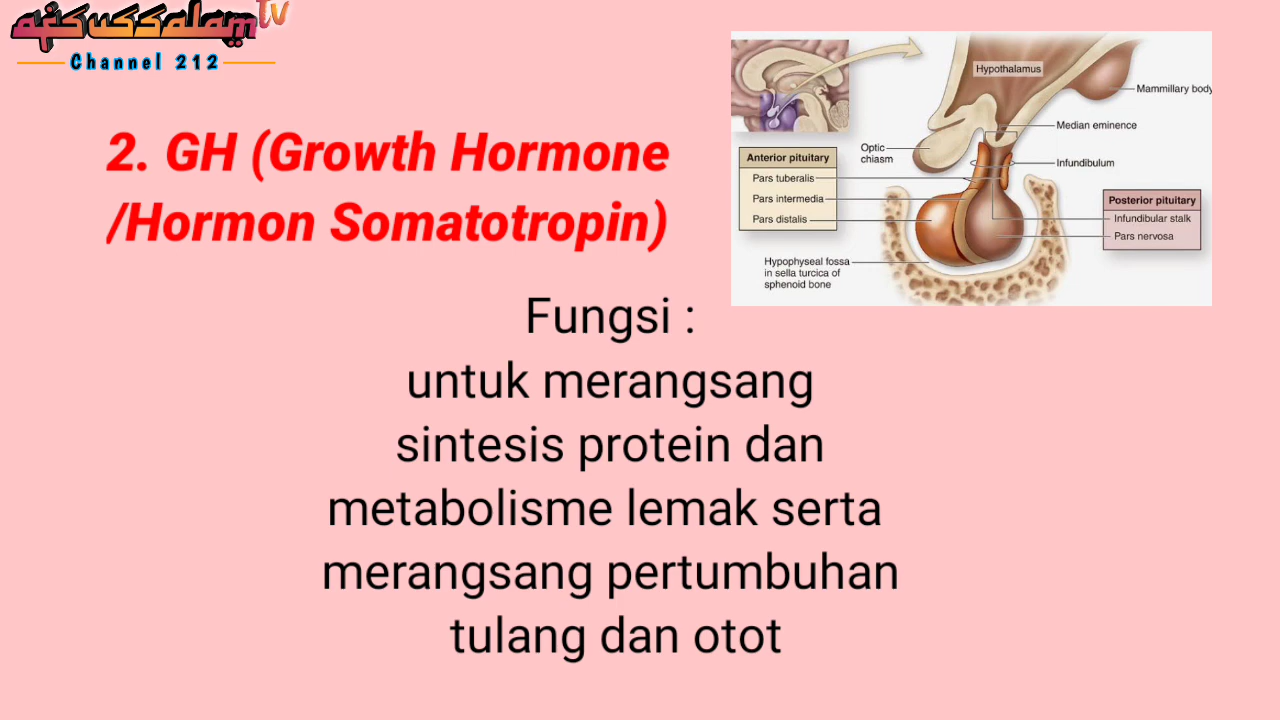 afsussalam TV
Channel 212
2. GH (Growth Hormone
/Hormon Somatotropin)
Hypothalamus
Mammillary body
Median eminence
Optic
chiasm
Infundibulum
Anterior pituitary
Pars tuberalis
Pars intermedia
Pars distalis
Posterior pituitary
Infundibular stalk
Pars nervosa
Hypophyseal fossa
in sella turcica of
sphenoid bone
Fungsi :
untuk merangsang
sintesis protein dan
metabolisme lemak serta
merangsang pertumbuhan
tulang dan otot